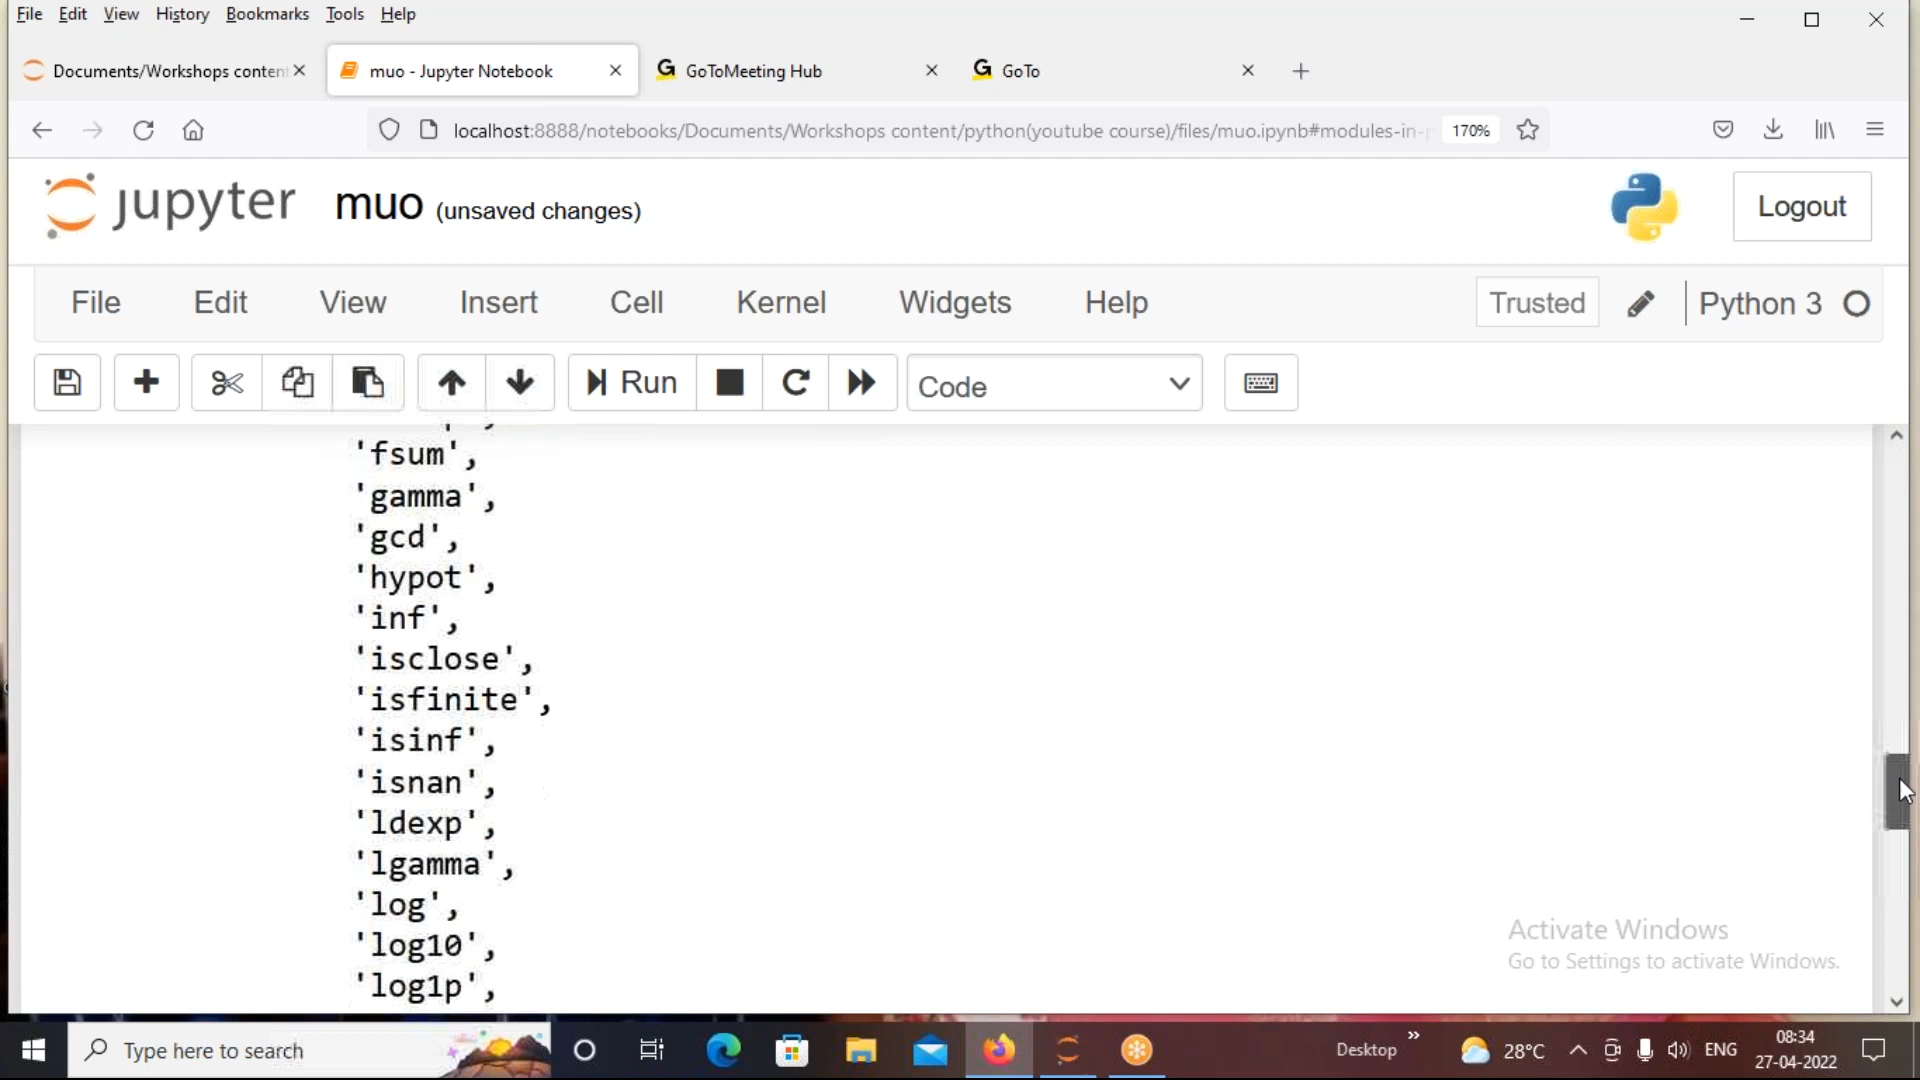 File Edit View History Bookmarks Tools Help
Documents/Workshops conten
muo - Jupyter Notebook
GoToMeeting Hub
GoTo
localhost:8888/notebooks/Documents/Workshops content/python(youtube course)/files/muo.ipynb#modules-in-
170%
jupyter muo (unsaved changes)
Logout
File Edit View Insert Cell Kernel Widgets Help
Trusted
Python 3
Run
Code
'fsum',
'gamma',
'gcd',
'hypot',
'inf',
'isclose',
'isfinite',
'isinf',
'isnan',
'ldexp',
'lgamma',
'log',
'log10',
'log1p',
Activate Windows
Go to Settings to activate Windows.
Type here to search
Desktop
28°C
ENG
08:34
27-04-2022